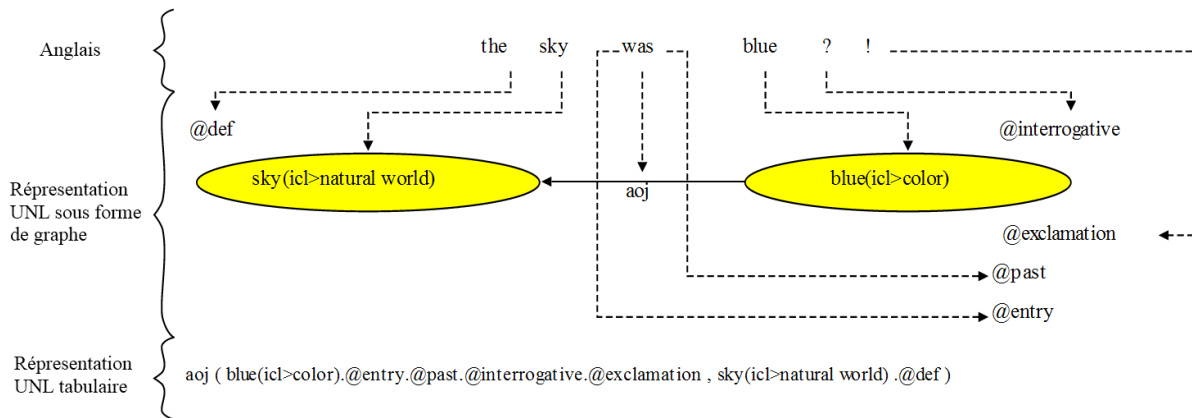 Anglais
the sky was blue ? !
@def
@interrogative
Répresentation
UNL sous forme
de graphe
sky(icl>natural world)
blue(icl>color)
aoj
@exclamation
@past
@entry
Répresentation
UNL tabulaire
aoj ( blue(icl>color).@entry.@past.@interrogative.@exclamation , sky(icl>natural world) .@def )